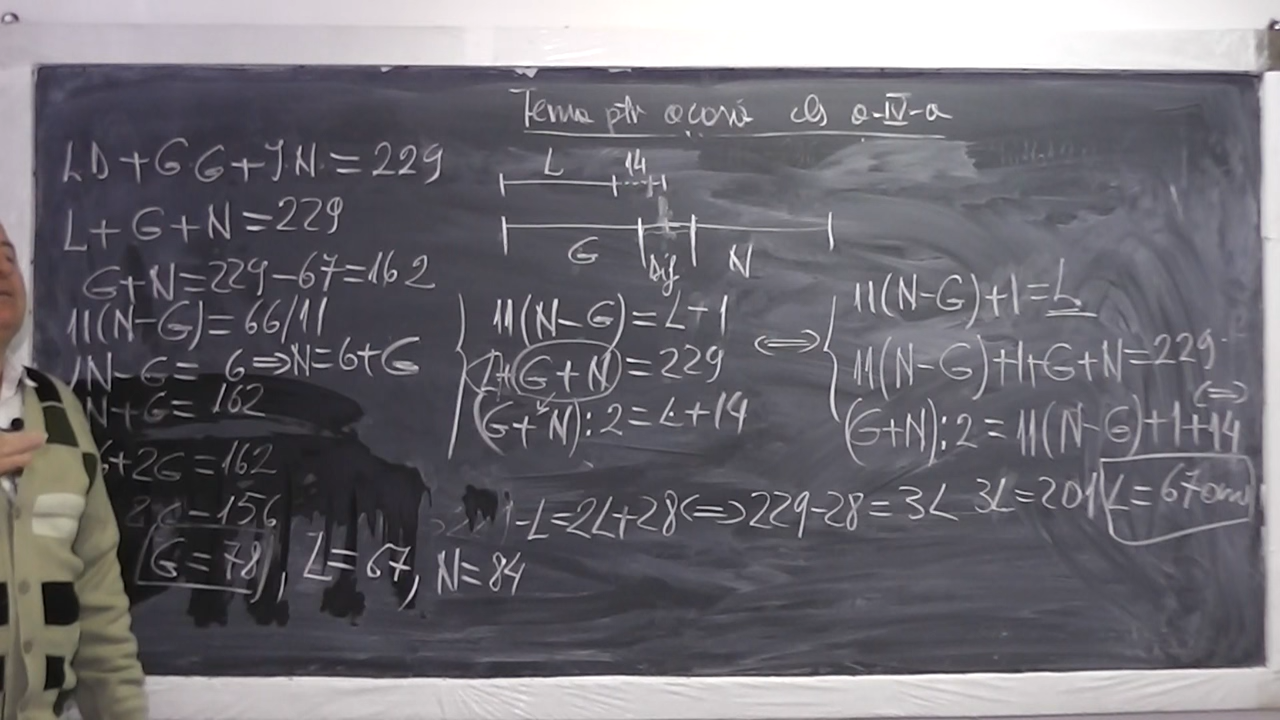 Tema ptr acasă cls a-IV-a
LD+G.G+J.N.=229
L+G+N=229
G+N=229-67=162
11(N-G)=66/11
N-G= 6⇒N=6+G
N+G=162
6+2G=162
2G=156
G=78, L=67, N=84
L 14
G Dif N
11(N-G)=L-1
L+(G+N)=229
(G+N):2=L+14
⇔
11(N-G)+1=L
11(N-G)+1+G+N=229
⇔
(G+N):2=11(N-G)+1+14
229-L=2L+28⇔229-28=3L 3L=201 L=67 ani